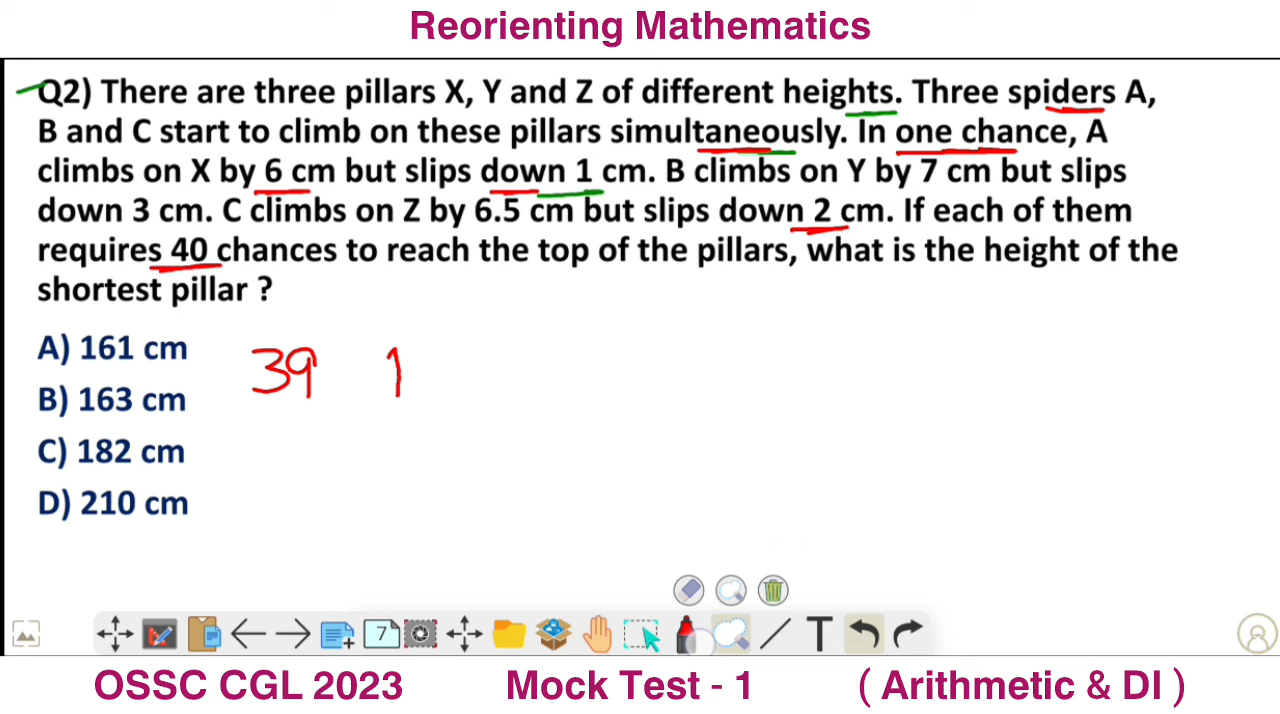 Reorienting Mathematics
Q2) There are three pillars X, Y and Z of different heights. Three spiders A,
B and C start to climb on these pillars simultaneously. In one chance, A
climbs on X by 6 cm but slips down 1 cm. B climbs on Y by 7 cm but slips
down 3 cm. C climbs on Z by 6.5 cm but slips down 2 cm. If each of them
requires 40 chances to reach the top of the pillars, what is the height of the
shortest pillar ?
A) 161 cm
39 1
B) 163 cm
C) 182 cm
D) 210 cm
7
T
OSSC CGL 2023 Mock Test - 1 ( Arithmetic & DI )